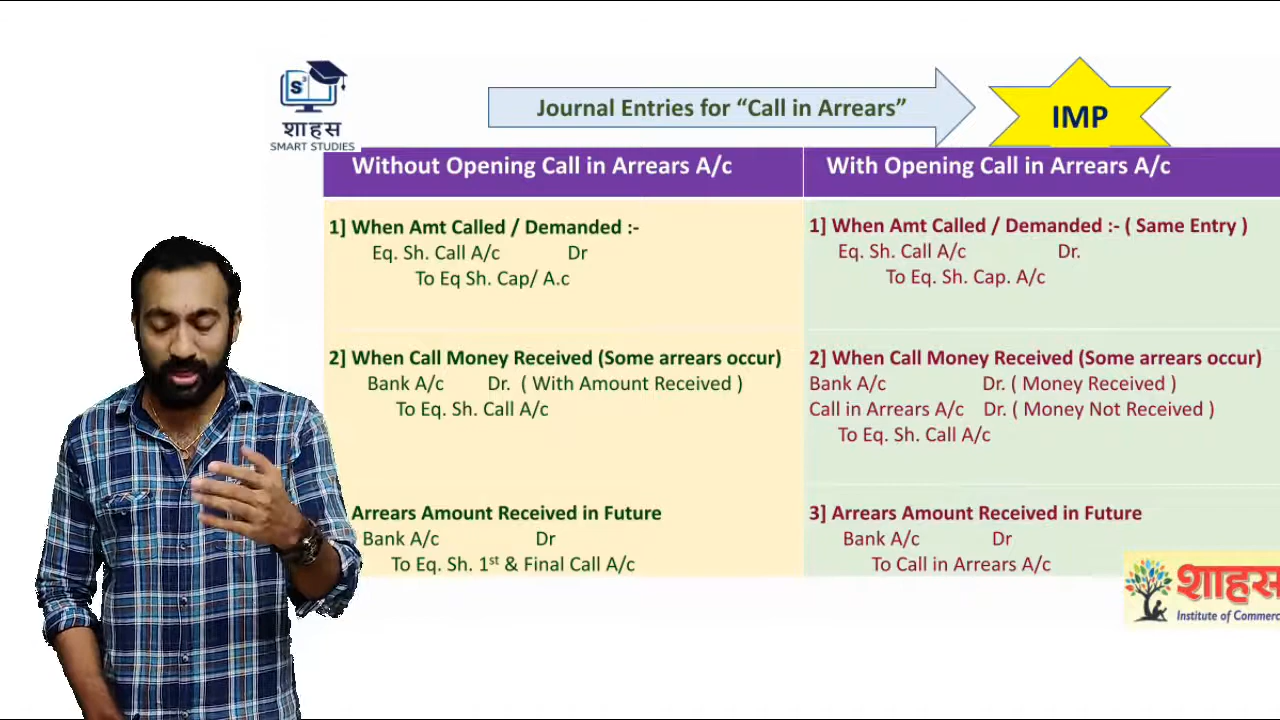 S³
शाहस
SMART STUDIES
Journal Entries for “Call in Arrears”
IMP
Without Opening Call in Arrears A/c
1] When Amt Called / Demanded :-
Eq. Sh. Call A/c Dr
To Eq Sh. Cap/ A.c
2] When Call Money Received (Some arrears occur)
Bank A/c Dr. ( With Amount Received )
To Eq. Sh. Call A/c
Arrears Amount Received in Future
Bank A/c Dr
To Eq. Sh. 1st & Final Call A/c
With Opening Call in Arrears A/c
1] When Amt Called / Demanded :- ( Same Entry )
Eq. Sh. Call A/c Dr.
To Eq. Sh. Cap. A/c
2] When Call Money Received (Some arrears occur)
Bank A/c Dr. ( Money Received )
Call in Arrears A/c Dr. ( Money Not Received )
To Eq. Sh. Call A/c
3] Arrears Amount Received in Future
Bank A/c Dr
To Call in Arrears A/c
शाहस
Institute of Commerc